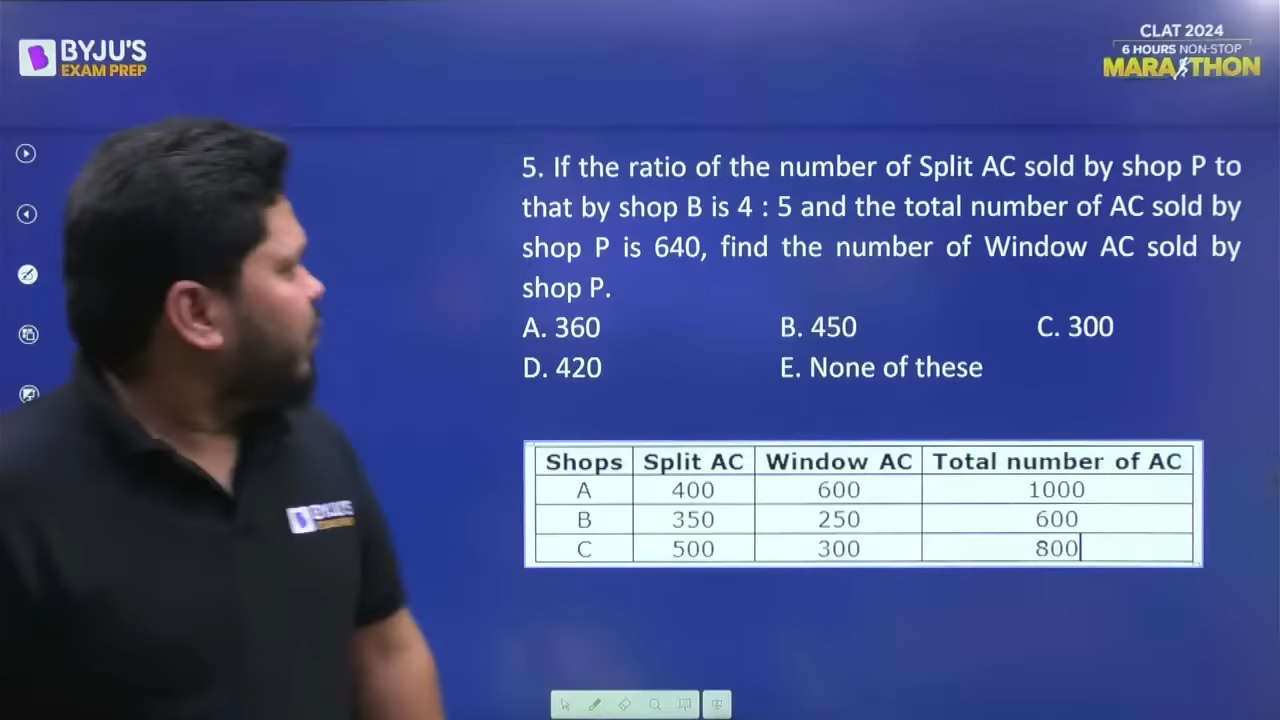 BYJU'S
EXAM PREP
CLAT 2024
6 HOURS NON-STOP
MARATHON
5. If the ratio of the number of Split AC sold by shop P to
that by shop B is 4 : 5 and the total number of AC sold by
shop P is 640, find the number of Window AC sold by
shop P.
A. 360 B. 450 C. 300
D. 420 E. None of these
Shops Split AC Window AC Total number of AC
A 400 600 1000
B 350 250 600
C 500 300 800
BYJU'S